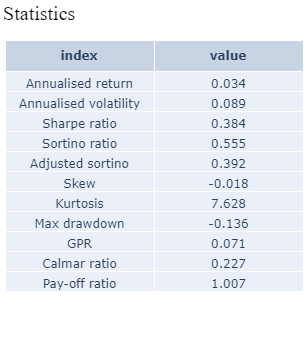 Statistics
index value
Annualised return 0.034
Annualised volatility 0.089
Sharpe ratio 0.384
Sortino ratio 0.555
Adjusted sortino 0.392
Skew -0.018
Kurtosis 7.628
Max drawdown -0.136
GPR 0.071
Calmar ratio 0.227
Pay-off ratio 1.007